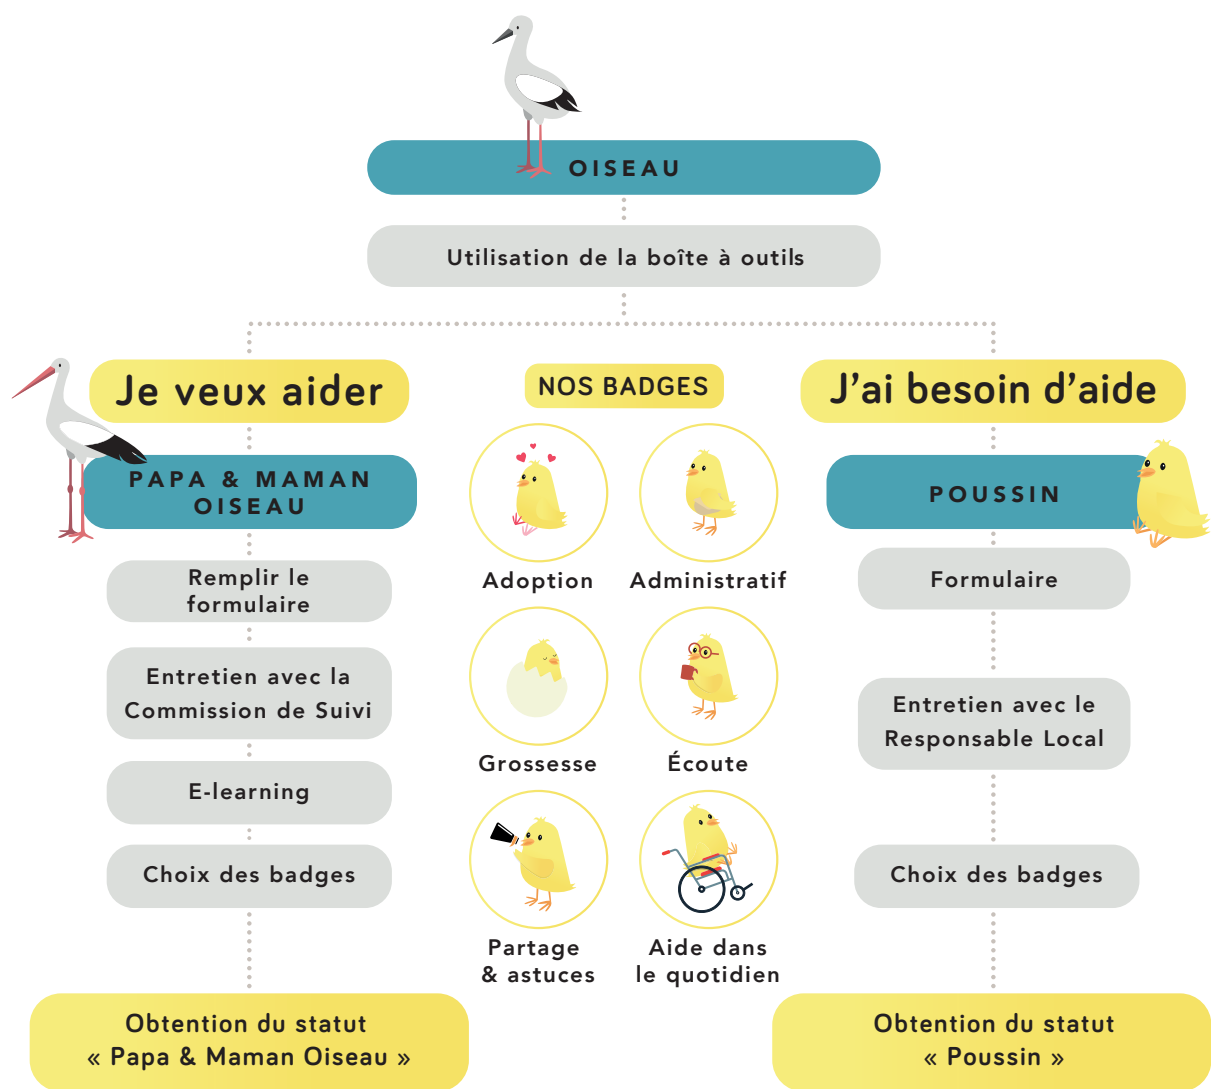 OISEAU
Utilisation de la boîte à outils
Je veux aider
PAPA & MAMAN
OISEAU
Remplir le
formulaire
Entretien avec la
Commission de Suivi
E-learning
Choix des badges
Obtention du statut
« Papa & Maman Oiseau »
NOS BADGES
Adoption
Administratif
Grossesse
Écoute
Partage
& astuces
Aide dans
le quotidien
J’ai besoin d’aide
POUSSIN
Formulaire
Entretien avec le
Responsable Local
Choix des badges
Obtention du statut
« Poussin »